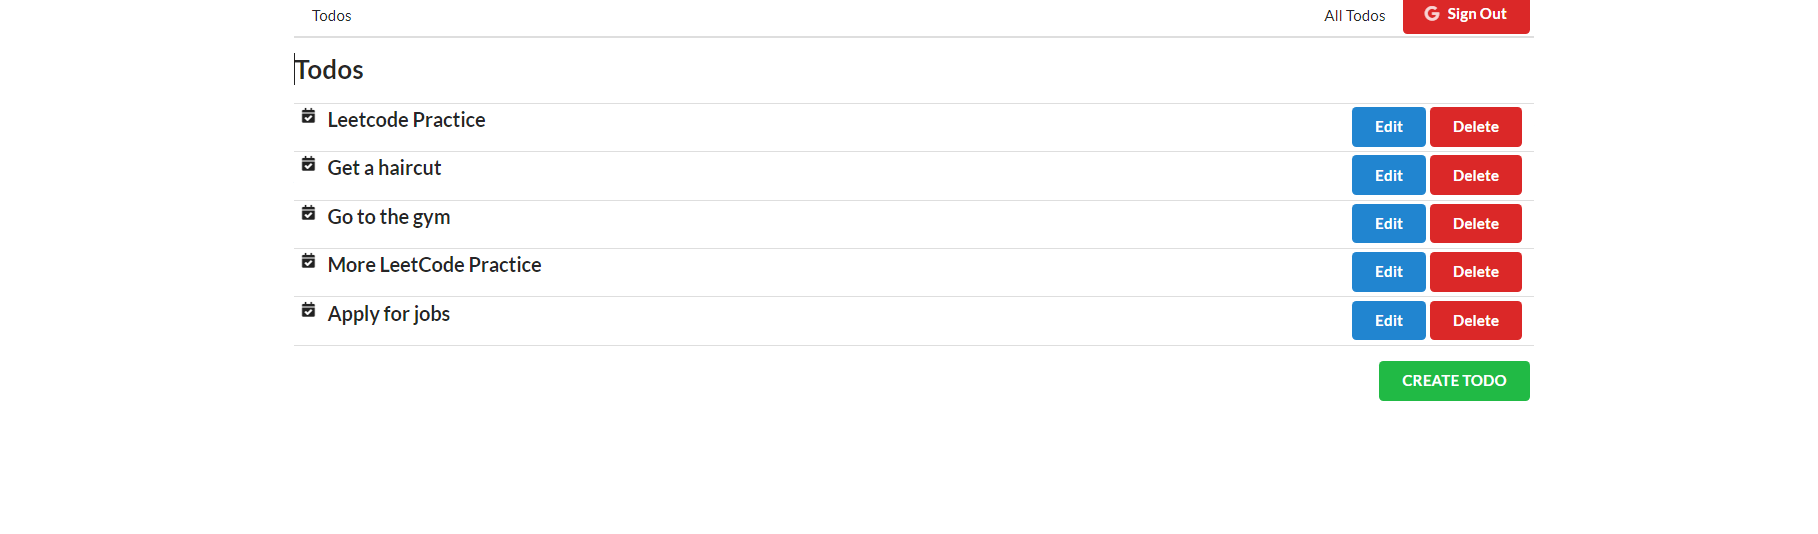 Todos All Todos Sign Out
Todos
Leetcode Practice Edit Delete
Get a haircut Edit Delete
Go to the gym Edit Delete
More LeetCode Practice Edit Delete
Apply for jobs Edit Delete
CREATE TODO